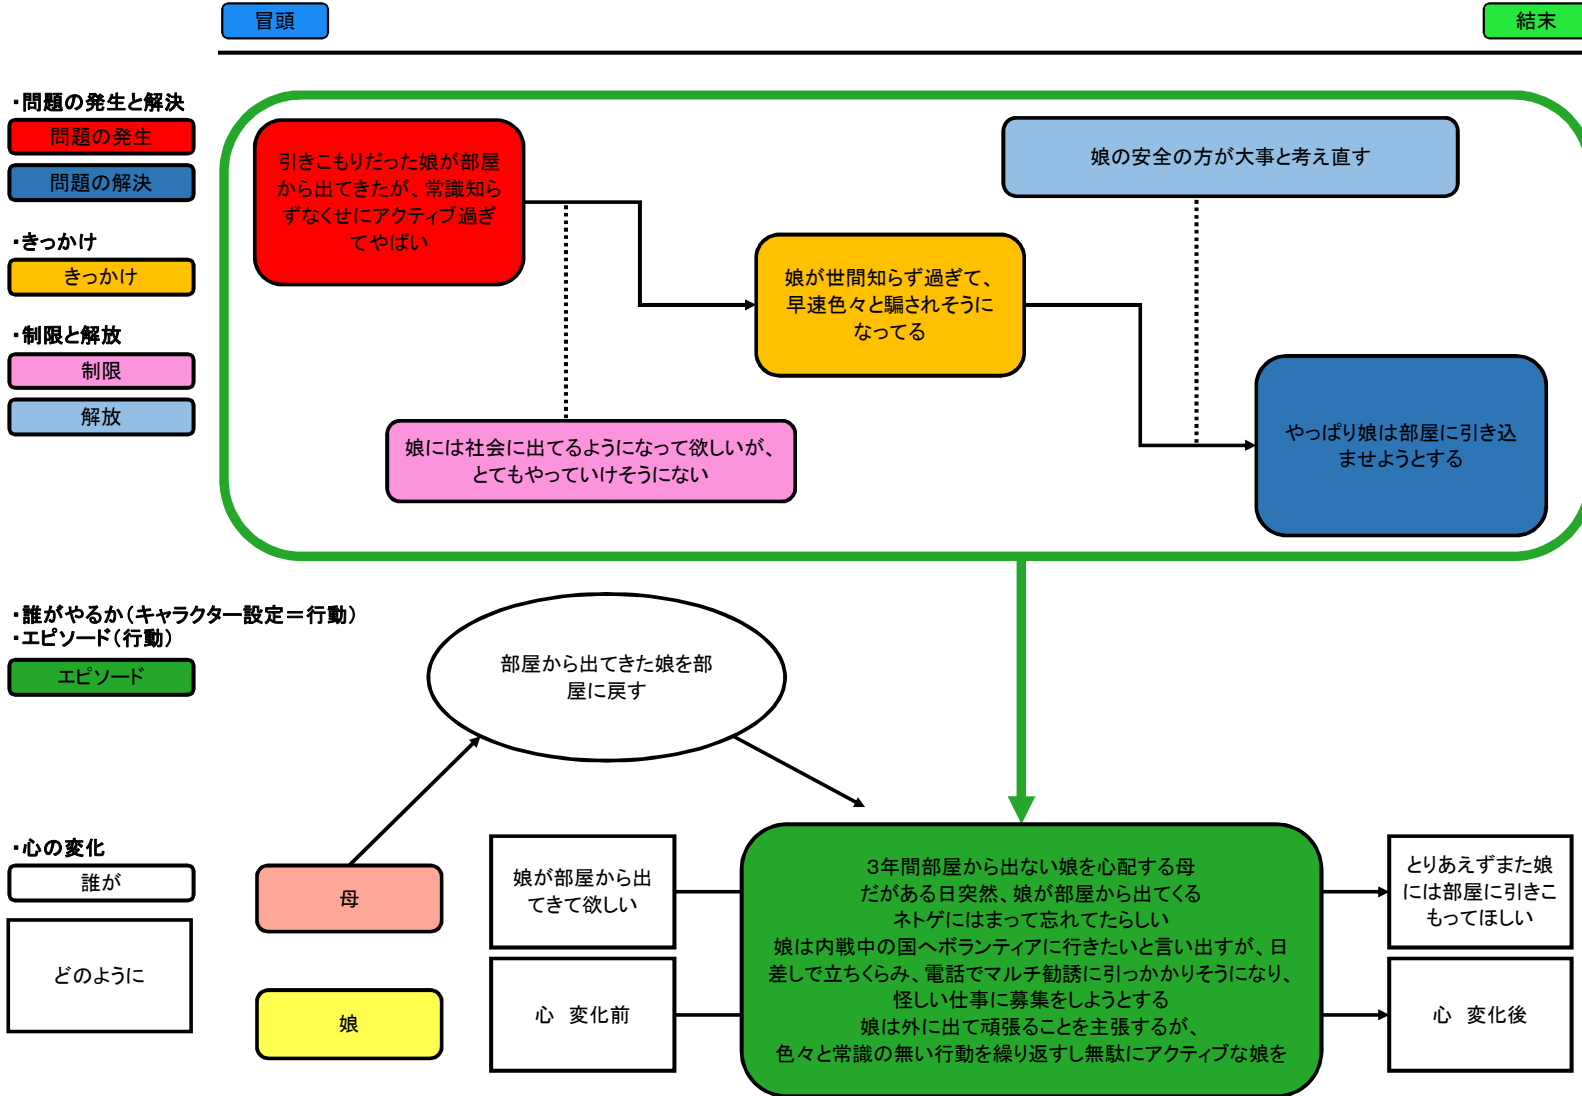 冒頭
結末
・問題の発生と解決
問題の発生
問題の解決
・きっかけ
きっかけ
・制限と解放
制限
解放
引きこもりだった娘が部屋
から出てきたが、常識知ら
ずなくせにアクティブ過ぎ
てやばい
娘の安全の方が大事と考え直す
娘が世間知らず過ぎて、
早速色々と騙されそうに
なってる
娘には社会に出てるようになって欲しいが、
とてもやっていけそうにない
やっぱり娘は部屋に引き込
ませようとする
・誰がやるか（キャラクター設定＝行動）
・エピソード（行動）
エピソード
部屋から出てきた娘を部
屋に戻す
・心の変化
誰が
どのように
母
娘
娘が部屋から出
てきて欲しい
心　変化前
３年間部屋から出ない娘を心配する母
だがある日突然、娘が部屋から出てくる
ネトゲにはまって忘れてたらしい
娘は内戦中の国へボランティアに行きたいと言い出すが、日
差しで立ちくらみ、電話でマルチ勧誘に引っかかりそうになり、
怪しい仕事に募集をしようとする
娘は外に出て頑張ることを主張するが、
色々と常識の無い行動を繰り返すし無駄にアクティブな娘を
とりあえずまた娘
には部屋に引きこ
もってほしい
心　変化後